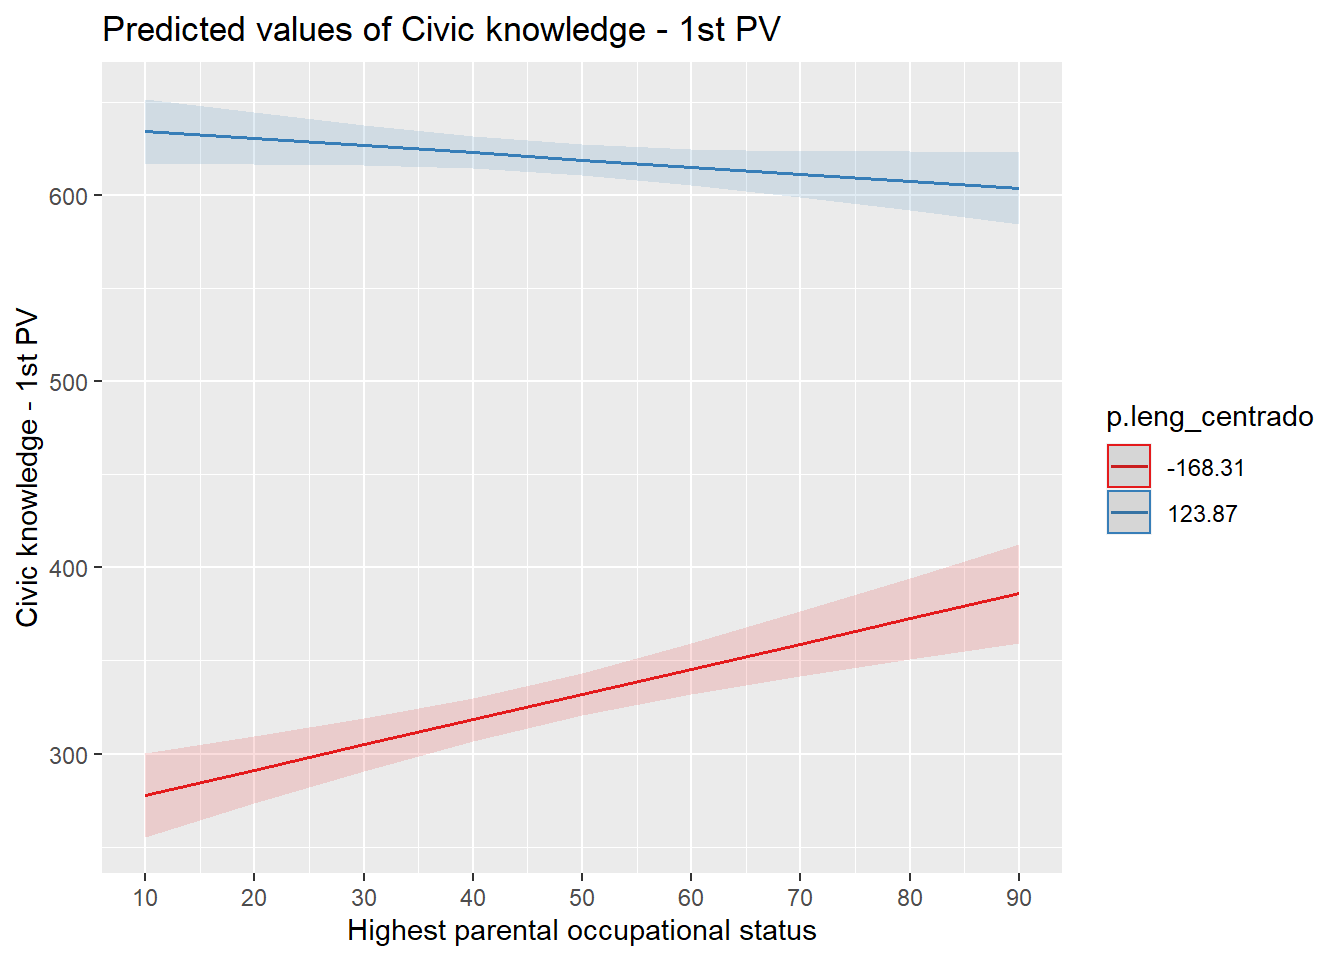 Predicted values of Civic knowledge - 1st PV
Civic knowledge - 1st PV
600
500
400
300
10 20 30 40 50 60 70 80 90
Highest parental occupational status
p.leng_centrado
-168.31
123.87